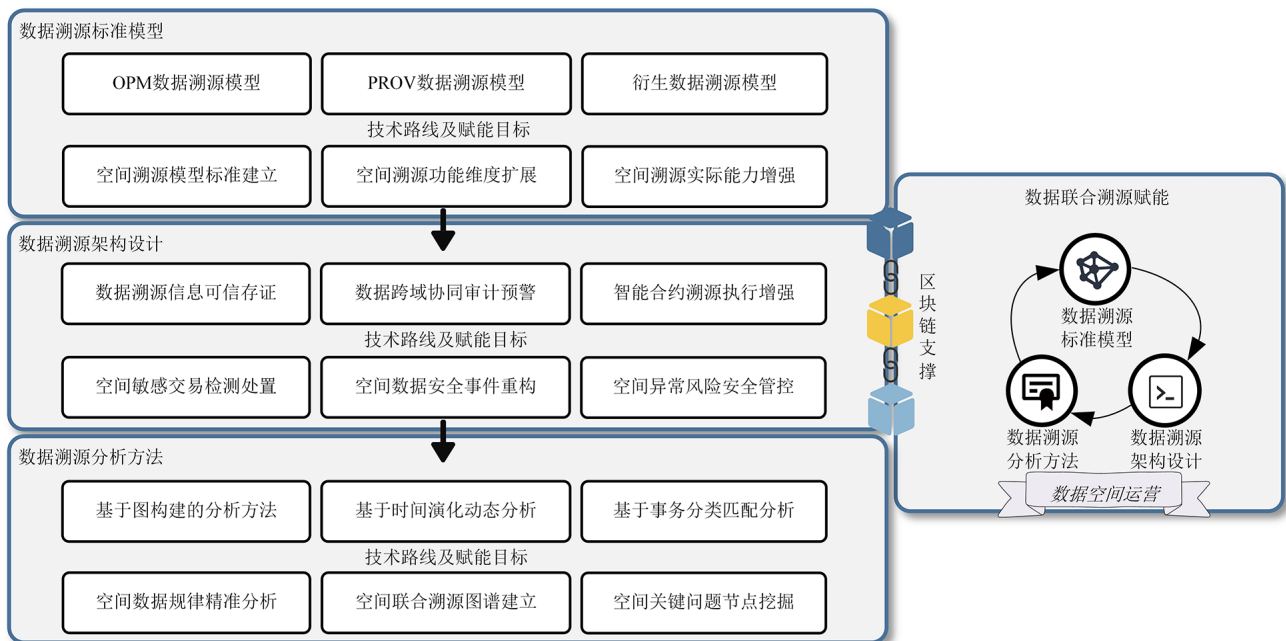 数据溯源标准模型
OPM数据溯源模型
PROV数据溯源模型
衍生数据溯源模型
技术路线及赋能目标
空间溯源模型标准建立
空间溯源功能维度扩展
空间溯源实际能力增强
数据溯源架构设计
数据溯源信息可信存证
数据跨域协同审计预警
智能合约溯源执行增强
技术路线及赋能目标
空间敏感交易检测处置
空间数据安全事件重构
空间异常风险安全管控
数据溯源分析方法
基于图构建的分析方法
基于时间演化动态分析
基于事务分类匹配分析
技术路线及赋能目标
空间数据规律精准分析
空间联合溯源图谱建立
空间关键问题节点挖掘
区块链支撑
数据联合溯源赋能
数据溯源
标准模型
数据溯源
分析方法
数据溯源
架构设计
数据空间运营